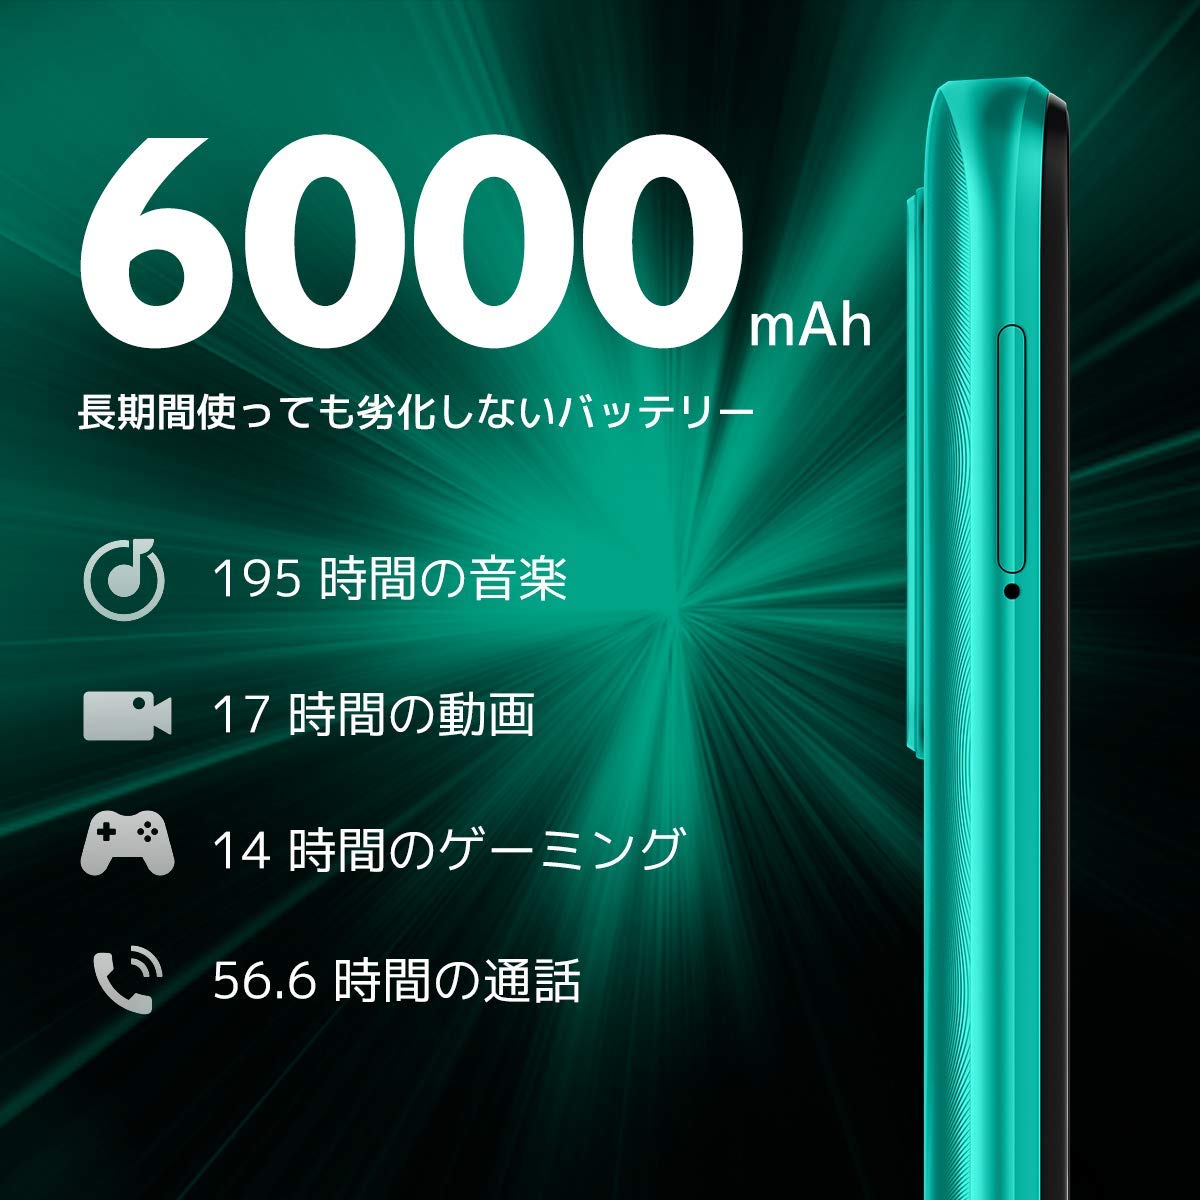 6000 mAh
長期間使っても劣化しないバッテリー
195 時間の音楽
17 時間の動画
14 時間のゲーミング
56.6 時間の通話